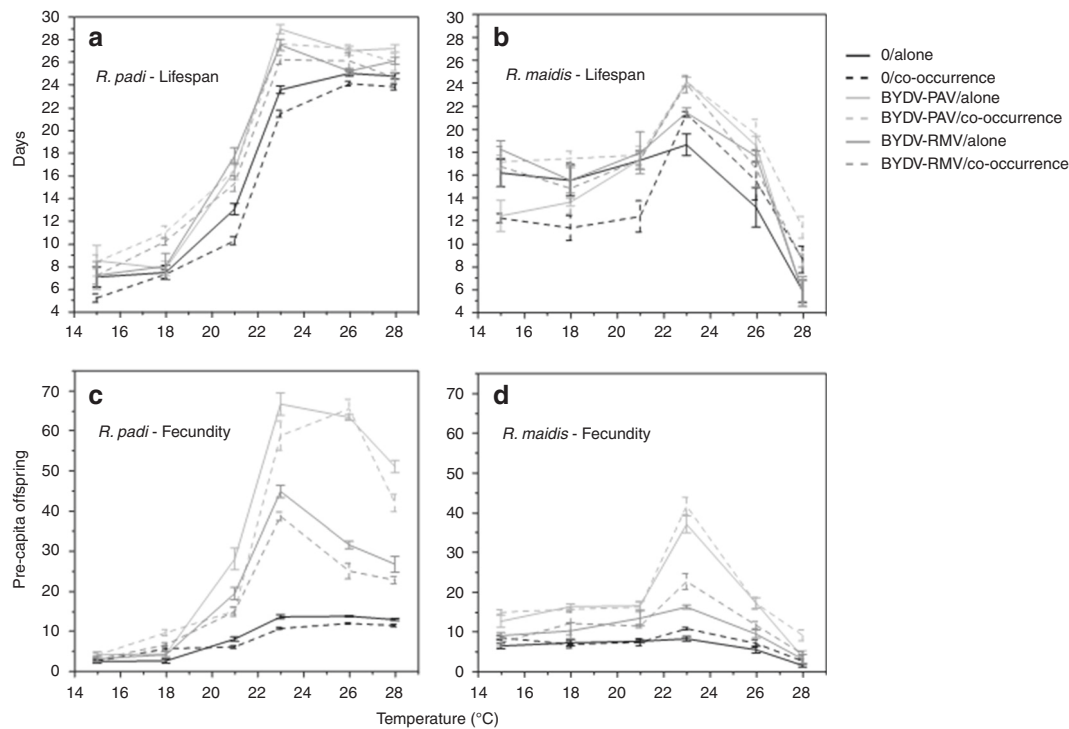 a
R. padi - Lifespan
Days
30
28
26
24
22
20
18
16
14
12
10
8
6
4
14 16 18 20 22 24 26 28
b
R. maidis - Lifespan
30
28
26
24
22
20
18
16
14
12
10
8
6
4
14 16 18 20 22 24 26 28
0/alone
0/co-occurrence
BYDV-PAV/alone
BYDV-PAV/co-occurrence
BYDV-RMV/alone
BYDV-RMV/co-occurrence
c
R. padi - Fecundity
Pre-capita offspring
70
60
50
40
30
20
10
0
14 16 18 20 22 24 26 28
d
R. maidis - Fecundity
70
60
50
40
30
20
10
0
14 16 18 20 22 24 26 28
Temperature (°C)